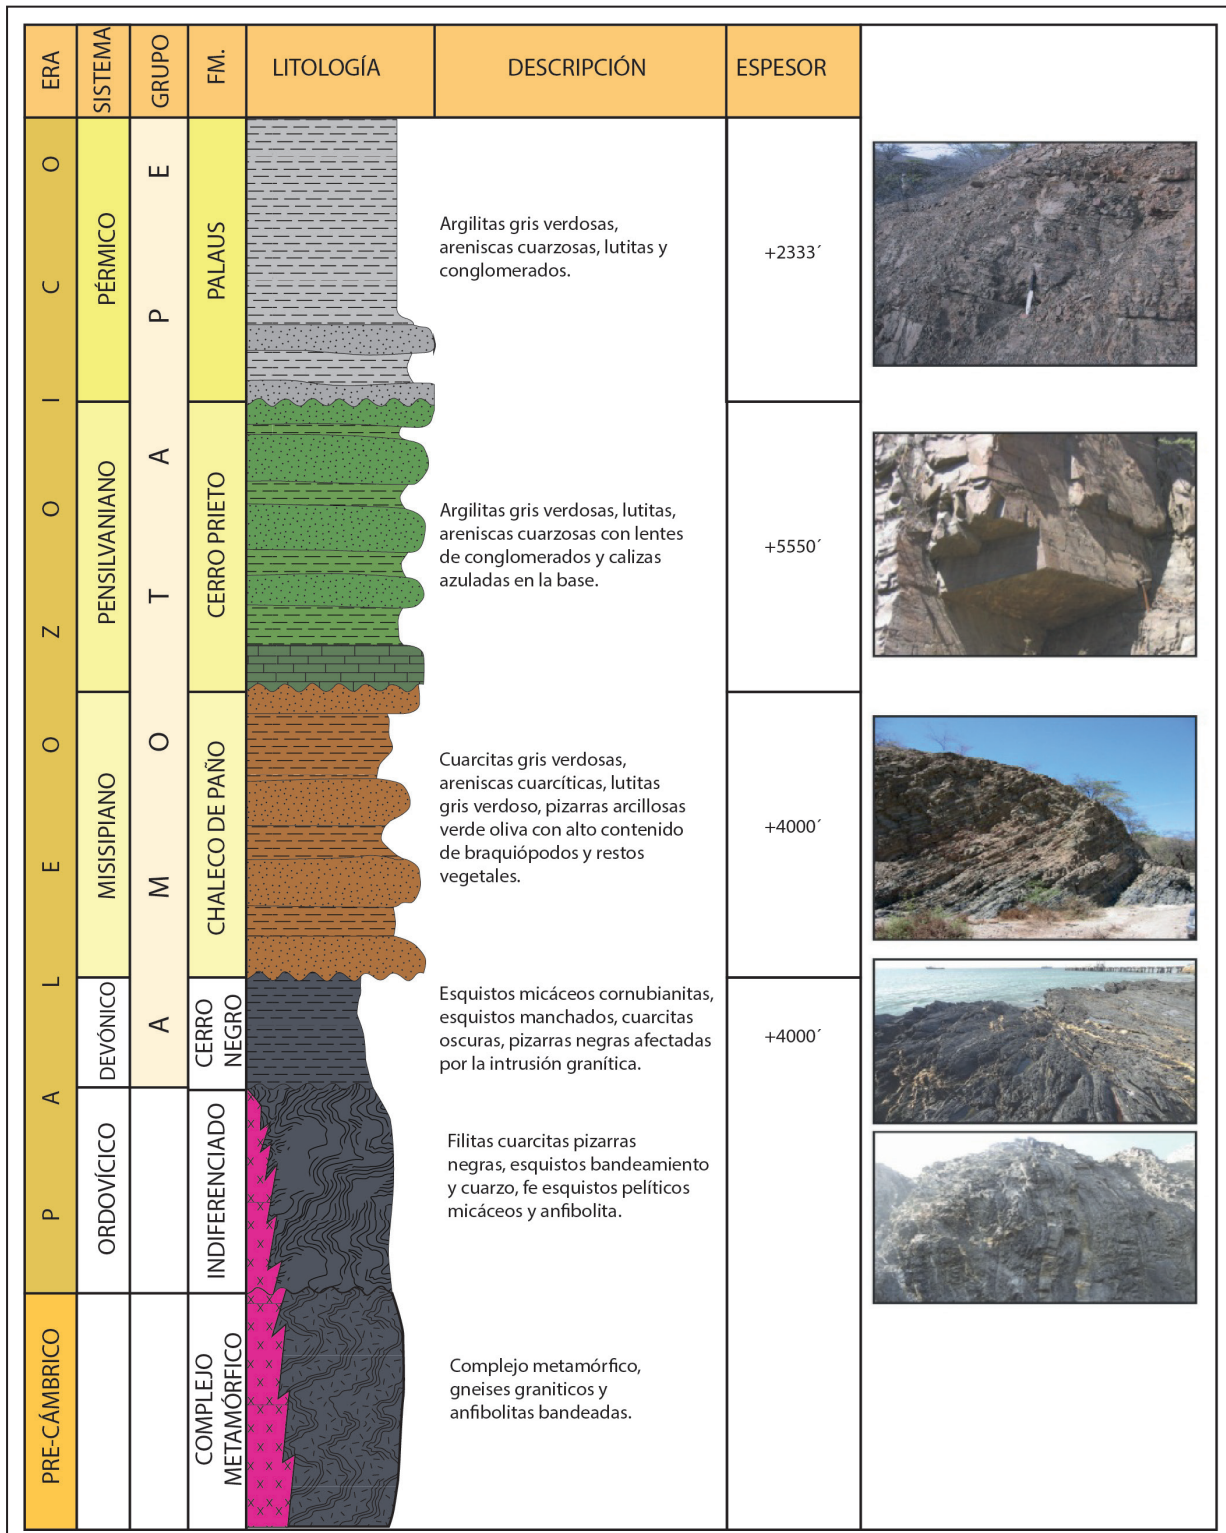 ERA
SISTEMA
GRUPO
FM.
LITOLOGÍA
DESCRIPCIÓN
ESPESOR
PALEOZOICO
PRE-CÁMBRICO
AMOTAPE
PÉRMICO
PALAUS
Argilitas gris verdosas,
areniscas cuarzosas, lutitas y
conglomerados.
+2333´
PENSILVANIANO
CERRO PRIETO
Argilitas gris verdosas, lutitas,
areniscas cuarzosas con lentes
de conglomerados y calizas
azuladas en la base.
+5550´
MISISIPIANO
CHALECO DE PAÑO
Cuarcitas gris verdosas,
areniscas cuarcíticas, lutitas
gris verdoso, pizarras arcillosas
verde oliva con alto contenido
de braquiópodos y restos
vegetales.
+4000´
DEVÓNICO
CERRO
NEGRO
Esquistos micáceos cornubianitas,
esquistos manchados, cuarcitas
oscuras, pizarras negras afectadas
por la intrusión granítica.
+4000´
ORDOVÍCICO
INDIFERENCIADO
Filitas cuarcitas pizarras
negras, esquistos bandeamiento
y cuarzo, fe esquistos pelíticos
micáceos y anfibolita.
COMPLEJO
METAMÓRFICO
Complejo metamórfico,
gneises graniticos y
anfibolitas bandeadas.